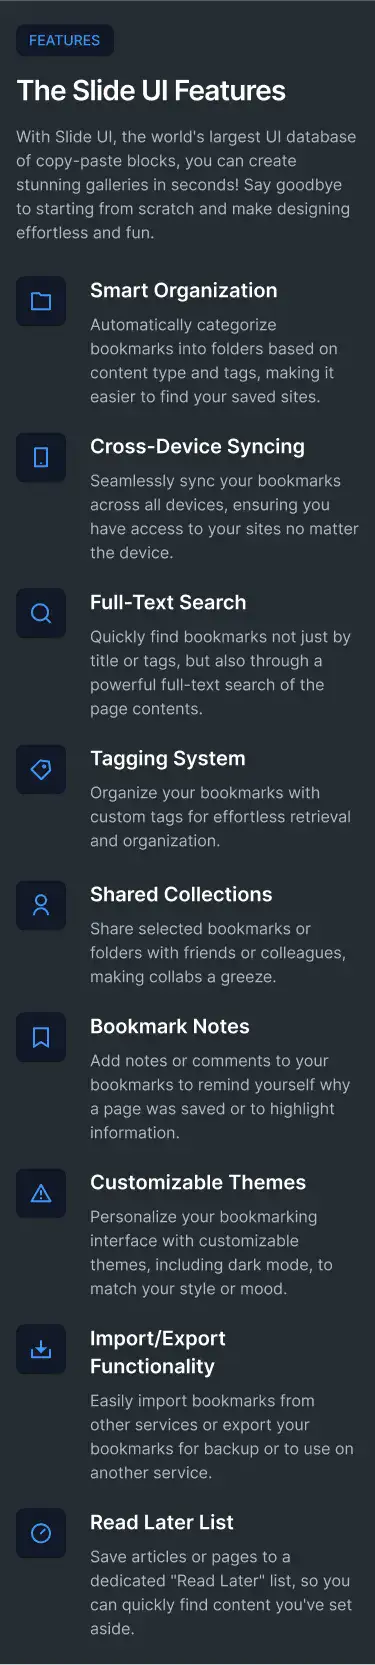 FEATURES
The Slide UI Features
With Slide UI, the world's largest UI database
of copy-paste blocks, you can create
stunning galleries in seconds! Say goodbye
to starting from scratch and make designing
effortless and fun.
Smart Organization
Automatically categorize
bookmarks into folders based on
content type and tags, making it
easier to find your saved sites.
Cross-Device Syncing
Seamlessly sync your bookmarks
across all devices, ensuring you
have access to your sites no matter
the device.
Full-Text Search
Quickly find bookmarks not just by
title or tags, but also through a
powerful full-text search of the
page contents.
Tagging System
Organize your bookmarks with
custom tags for effortless retrieval
and organization.
Shared Collections
Share selected bookmarks or
folders with friends or colleagues,
making collabs a greeze.
Bookmark Notes
Add notes or comments to your
bookmarks to remind yourself why
a page was saved or to highlight
information.
Customizable Themes
Personalize your bookmarking
interface with customizable
themes, including dark mode, to
match your style or mood.
Import/Export
Functionality
Easily import bookmarks from
other services or export your
bookmarks for backup or to use on
another service.
Read Later List
Save articles or pages to a
dedicated "Read Later" list, so you
can quickly find content you've set
aside.